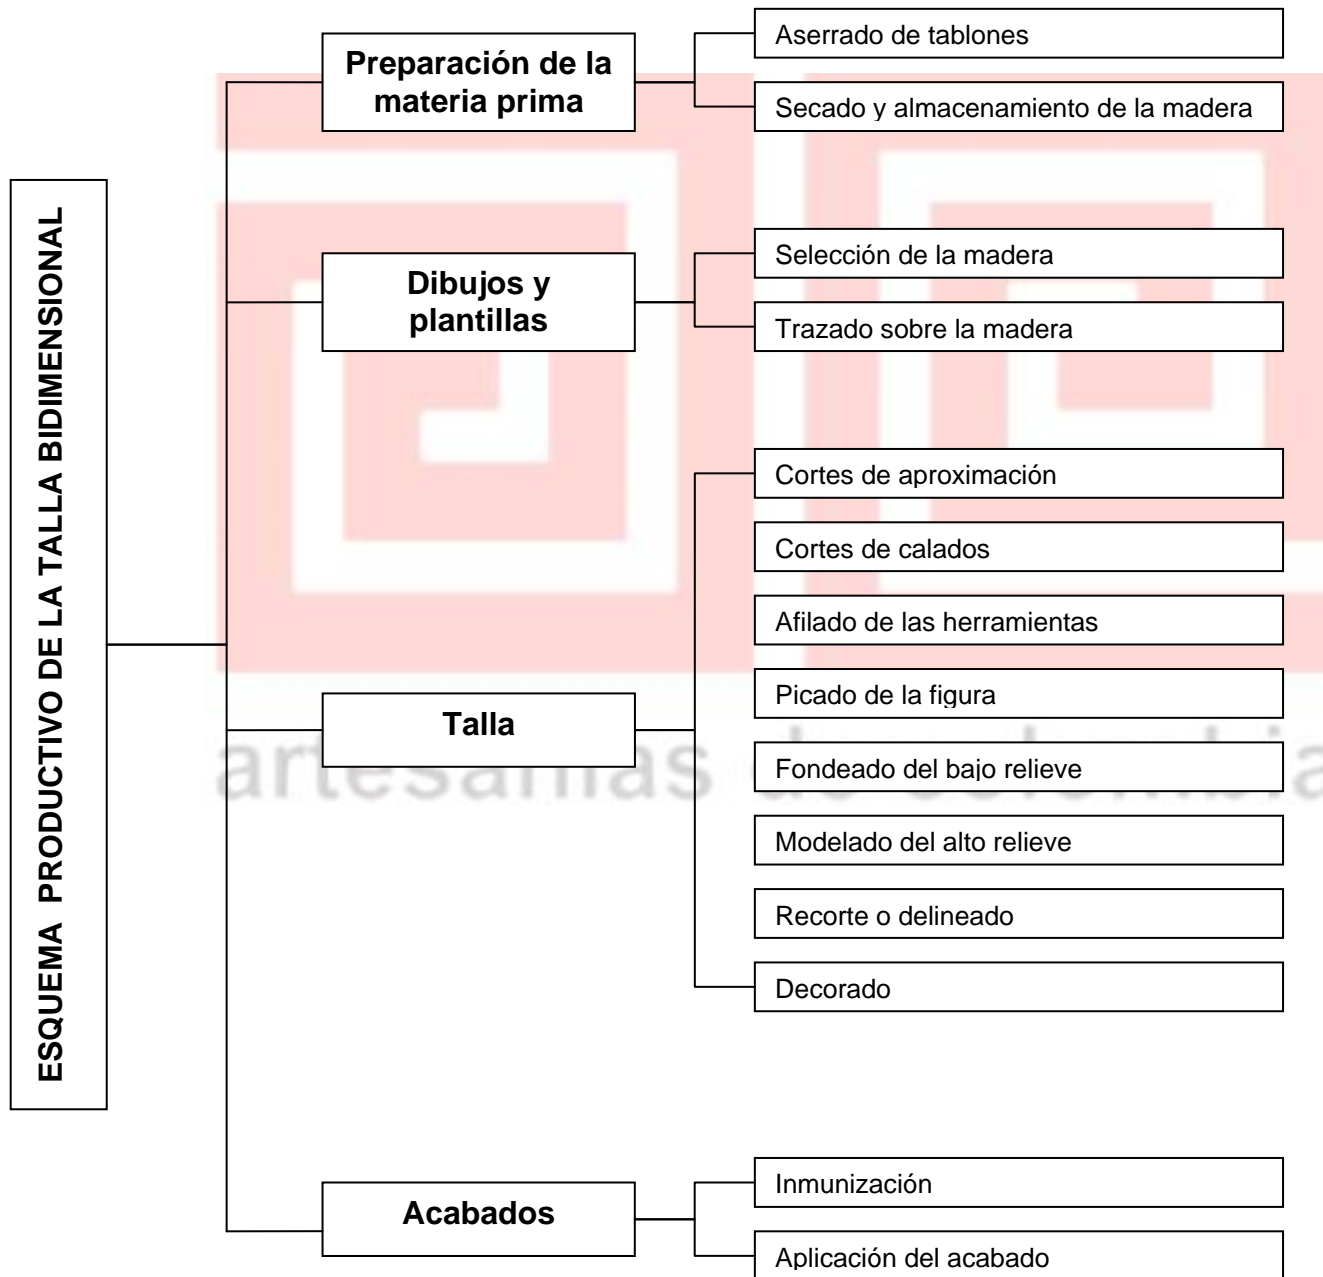 ESQUEMA PRODUCTIVO DE LA TALLA BIDIMENSIONAL
Preparación de la
materia prima
Aserrado de tablones
Secado y almacenamiento de la madera
Dibujos y
plantillas
Selección de la madera
Trazado sobre la madera
Talla
Cortes de aproximación
Cortes de calados
Afilado de las herramientas
Picado de la figura
Fondeado del bajo relieve
Modelado del alto relieve
Recorte o delineado
Decorado
Acabados
Inmunización
Aplicación del acabado
artesanías de colombia